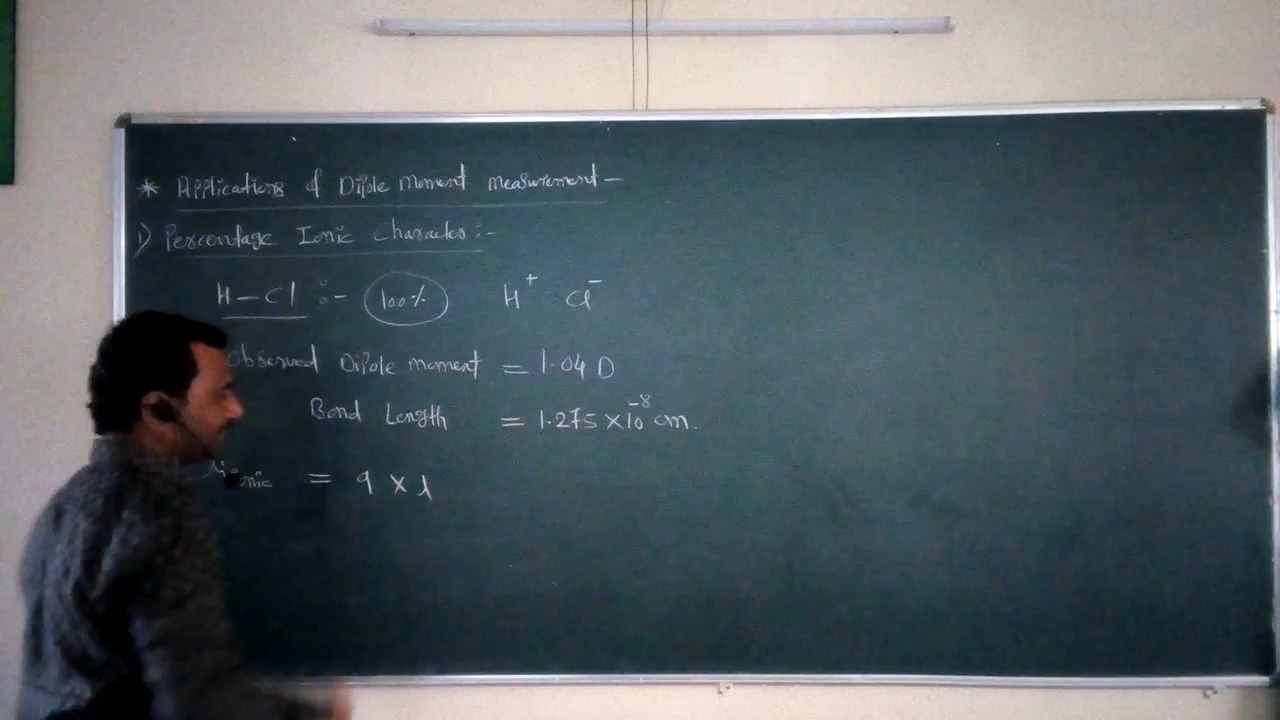 * Applications of Dipole Moment measurement –
1) Percentage Ionic Character :-
H – Cl :- 100% H⁺ Cl⁻
Observed Dipole moment = 1.04 D
Bond Length = 1.275 × 10⁻⁸ cm.
= q × l